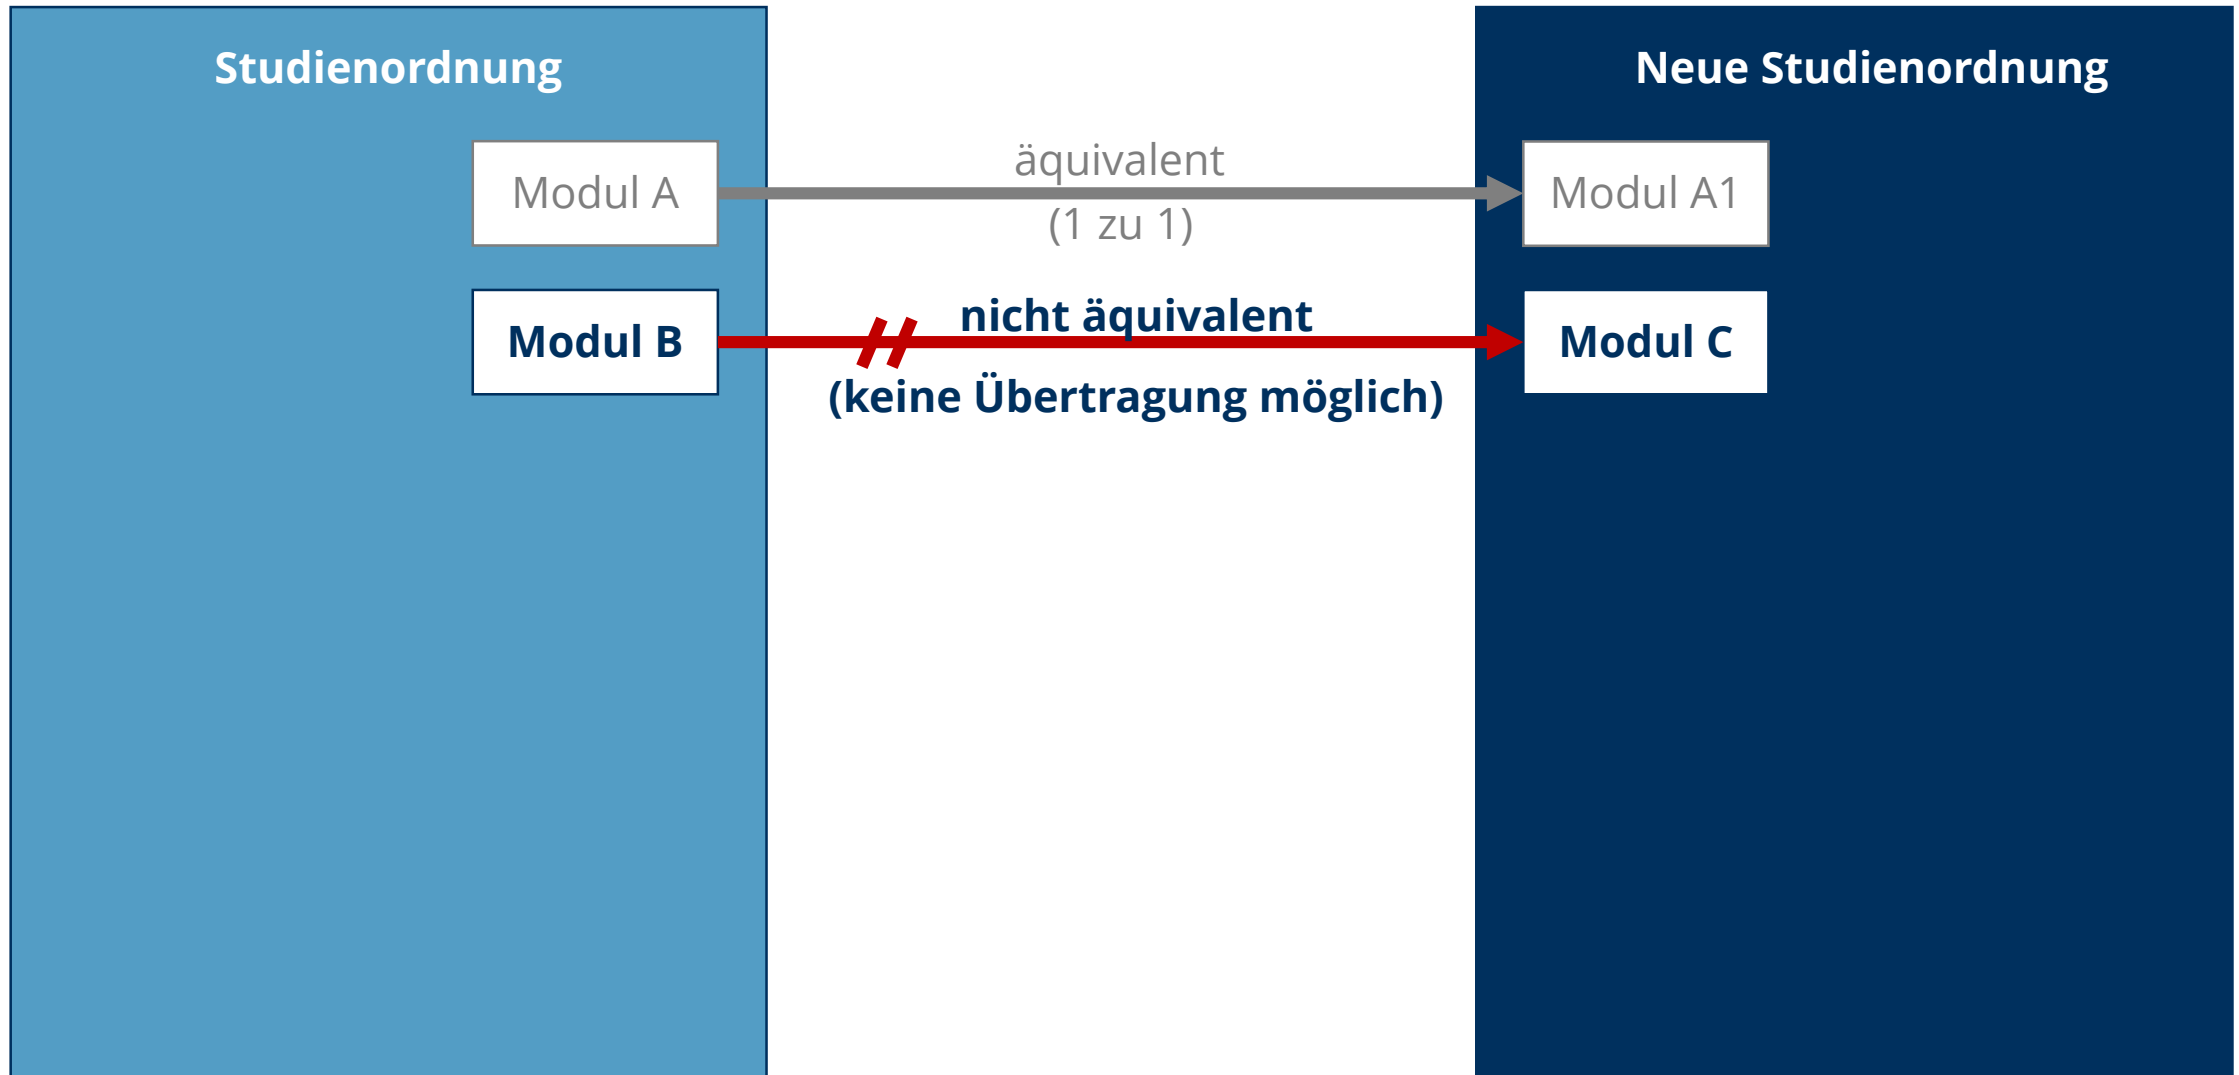 Studienordnung
Neue Studienordnung
Modul A
äquivalent
(1 zu 1)
Modul A1
Modul B
nicht äquivalent
(keine Übertragung möglich)
Modul C